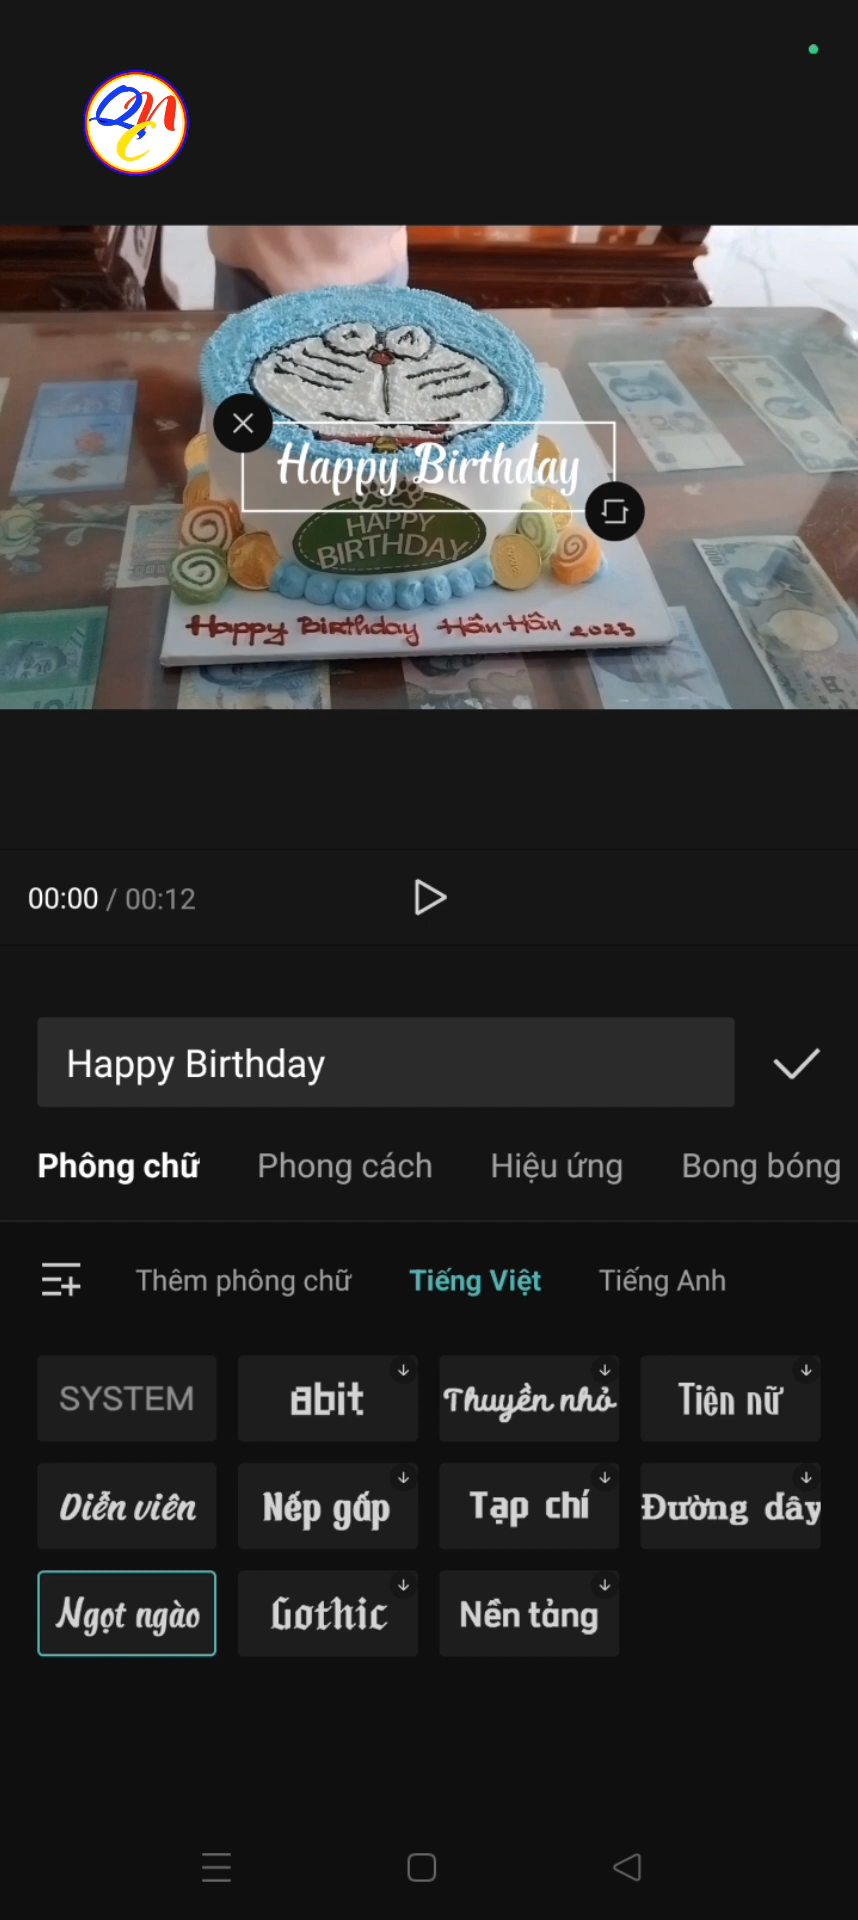 QNC
Happy Birthday
HAPPY
BIRTHDAY
Happy Birthday Hân Hân 2023
00:00 / 00:12
Happy Birthday
Phông chữ Phong cách Hiệu ứng Bong bóng
Thêm phông chữ Tiếng Việt Tiếng Anh
SYSTEM 8bit Thuyền nhỏ Tiên nữ
Diễn viên Nếp gấp Tạp chí Đường dây
Ngọt ngào Gothic Nền tảng